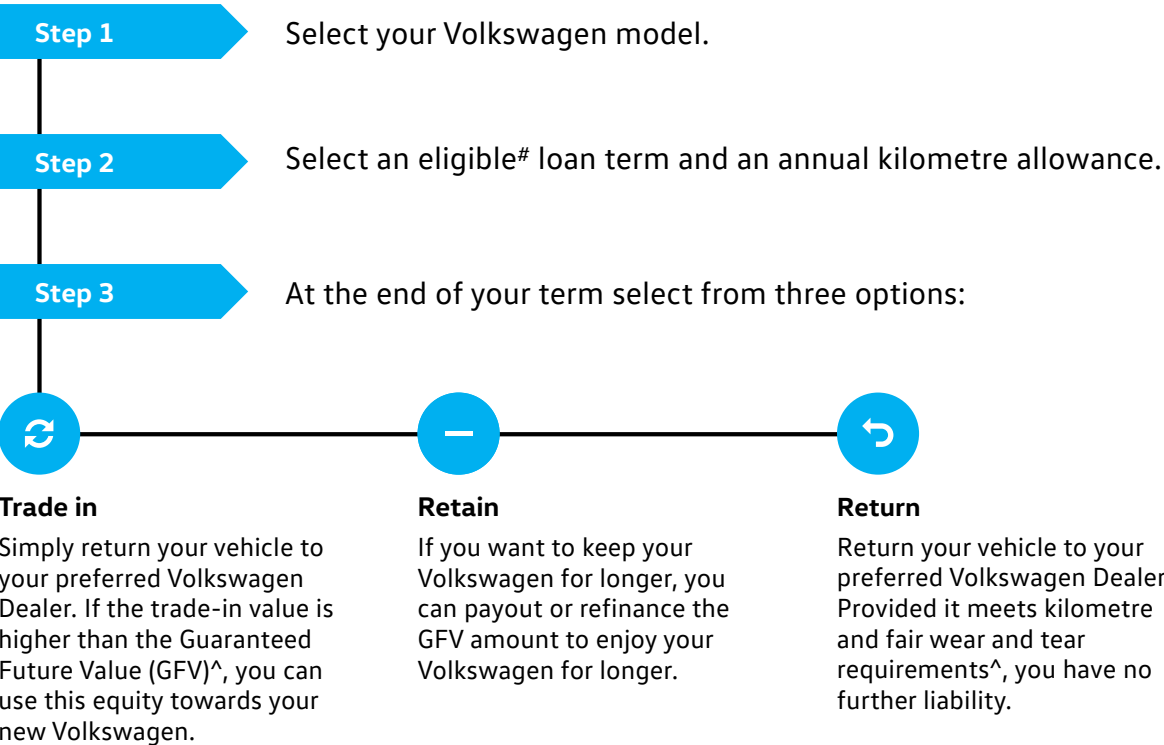 Step 1
Select your Volkswagen model.
Step 2
Select an eligible# loan term and an annual kilometre allowance.
Step 3
At the end of your term select from three options:
Trade in
Simply return your vehicle to
your preferred Volkswagen
Dealer. If the trade-in value is
higher than the Guaranteed
Future Value (GFV)^, you can
use this equity towards your
new Volkswagen.
Retain
If you want to keep your
Volkswagen for longer, you
can payout or refinance the
GFV amount to enjoy your
Volkswagen for longer.
Return
Return your vehicle to your
preferred Volkswagen Dealer
Provided it meets kilometre
and fair wear and tear
requirements^, you have no
further liability.